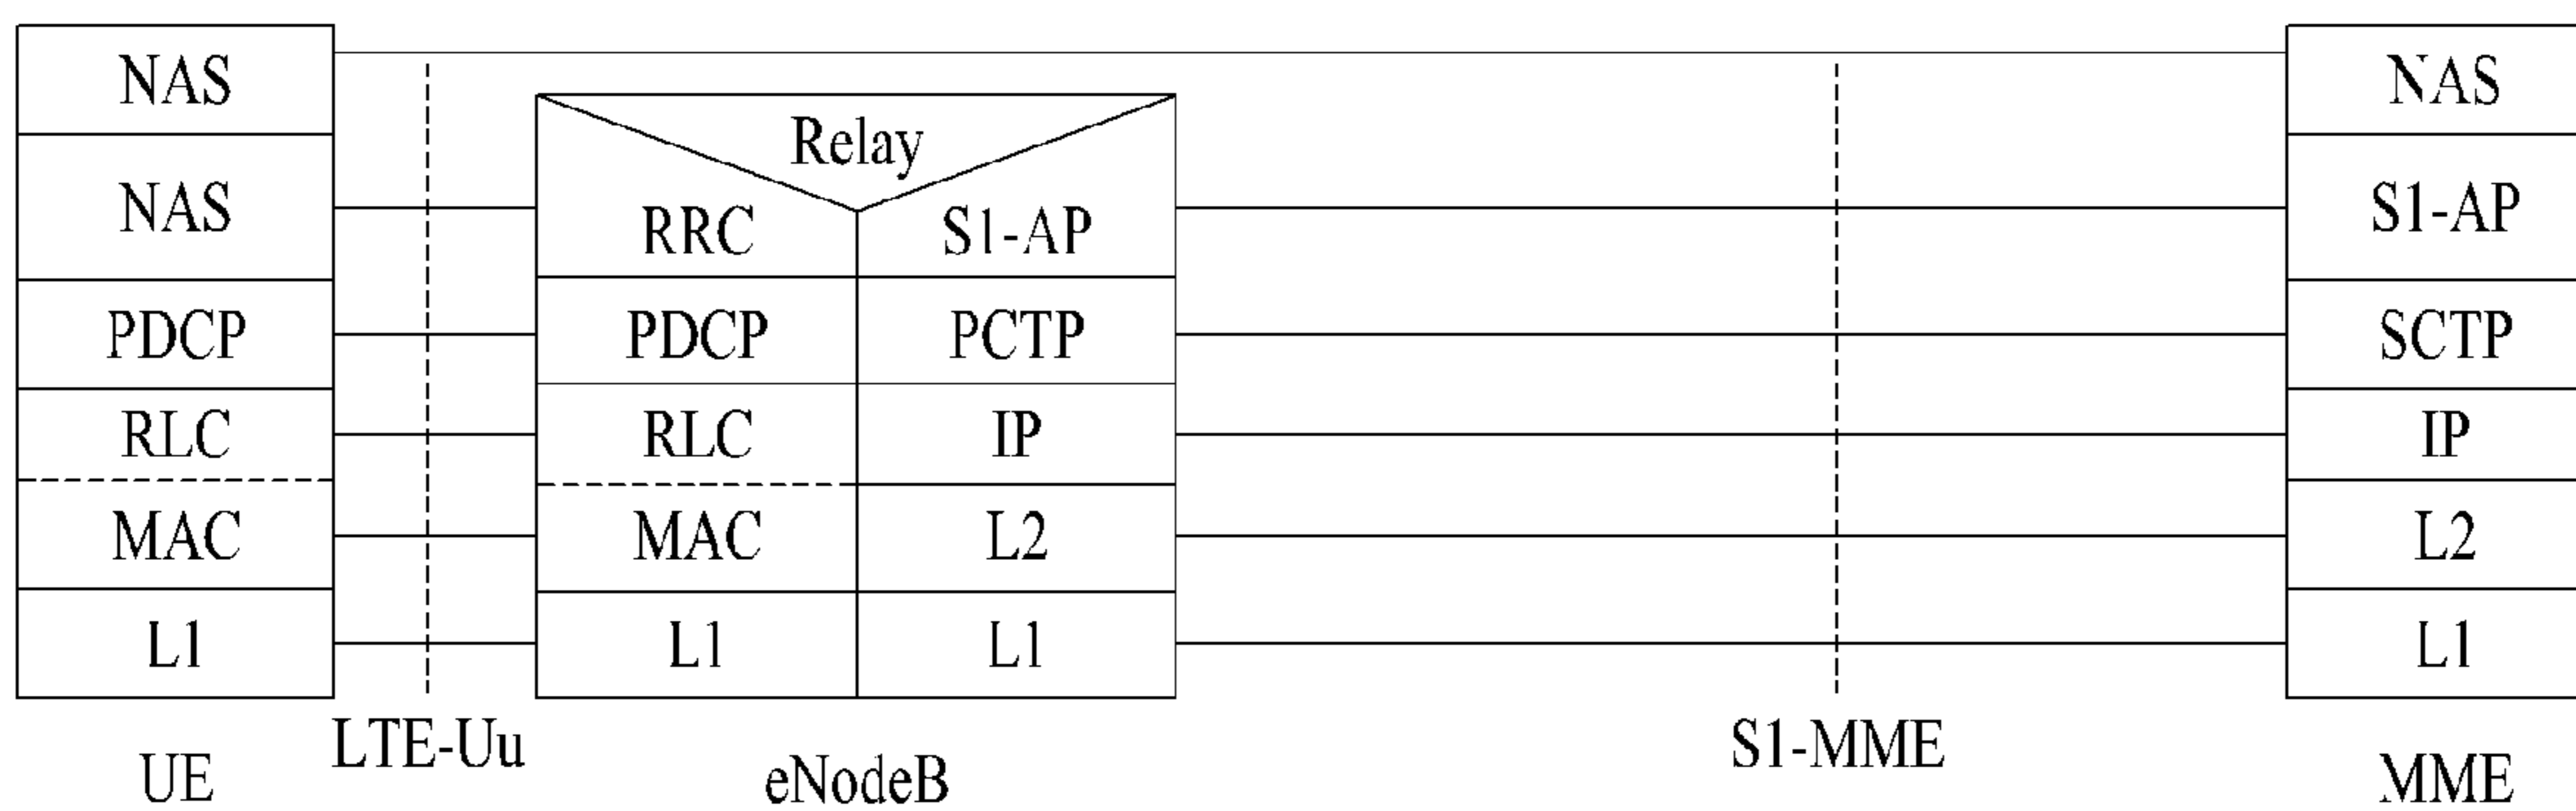 NAS
NAS
Relay
NAS
RRC
S1-AP
S1-AP
PDCP
PDCP
PCTP
SCTP
RLC
RLC
IP
IP
MAC
MAC
L2
L2
L1
L1
L1
L1
LTE-Uu
S1-MME
UE
eNodeB
MME